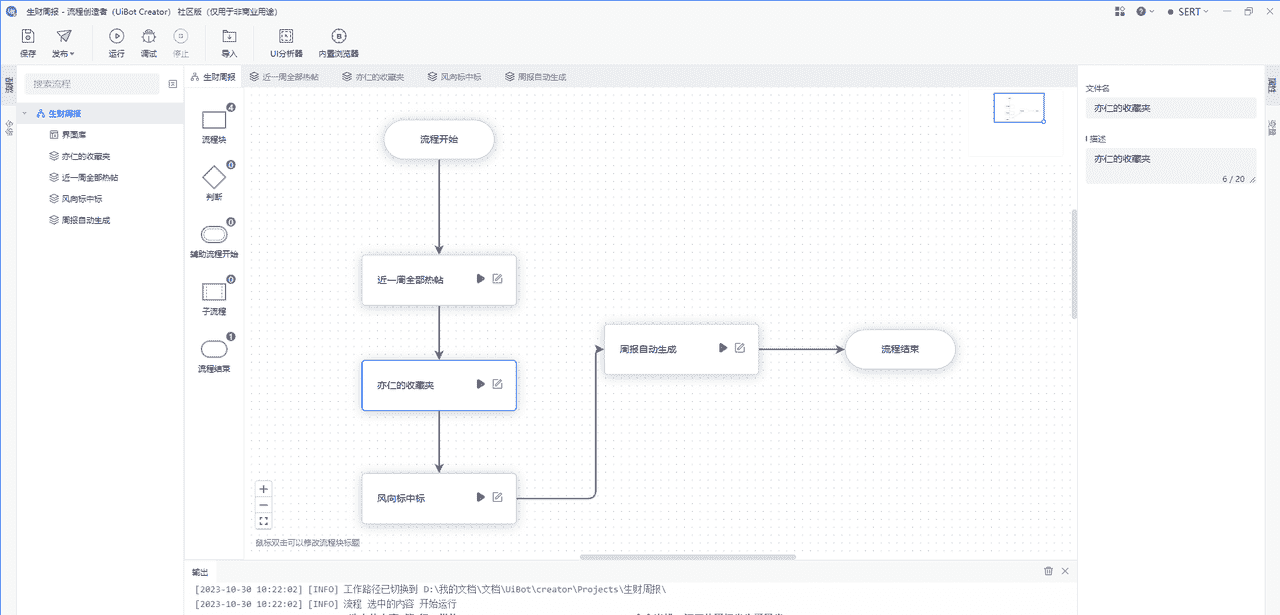 生财周报 - 流程创造者 (UiBot Creator) 社区版 (仅用于非商业用途)
SERT
保存
发布
运行
调试
停止
导入
UI分析器
内置浏览器
搜索流程
生财周报
界面库
亦仁的收藏夹
近一周全部热帖
风向标中标
周报自动生成
生财周报
近一周全部热帖
亦仁的收藏夹
风向标中标
周报自动生成
4
流程块
0
判断
0
辅助流程开始
0
子流程
1
流程结束
流程开始
近一周全部热帖
亦仁的收藏夹
风向标中标
周报自动生成
流程结束
鼠标双击可以修改流程块标题
文件名
亦仁的收藏夹
描述
亦仁的收藏夹
6 / 20
输出
[2023-10-30 10:22:02] [INFO] 工作路径已切换到 D:\我的文档\文档\UiBot\creator\Projects\生财周报\
[2023-10-30 10:22:02] [INFO] 流程 选中的内容 开始运行